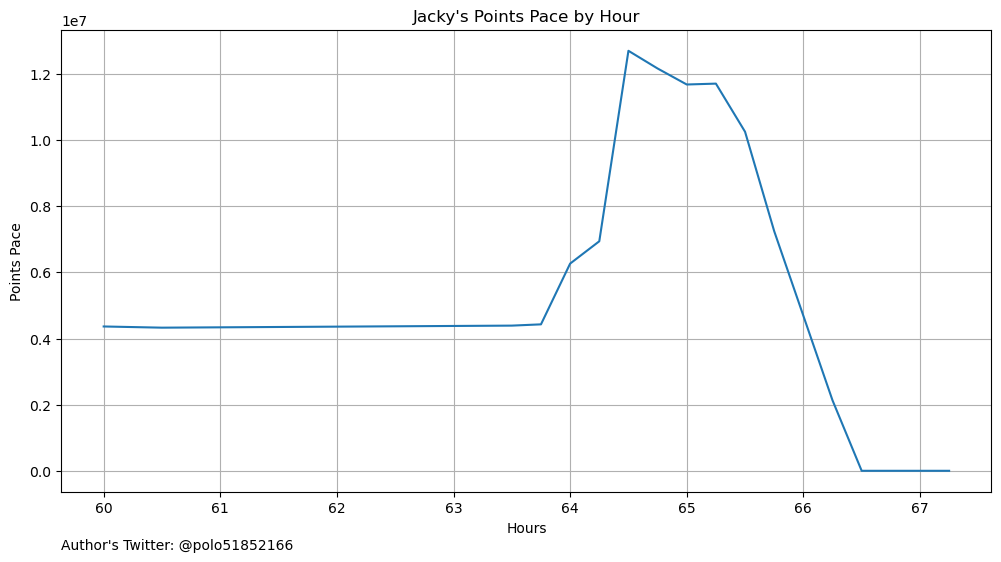 Jacky's Points Pace by Hour
1e7
1.2
1.0
0.8
0.6
0.4
0.2
0.0
Points Pace
60 61 62 63 64 65 66 67
Hours
Author's Twitter: @polo51852166